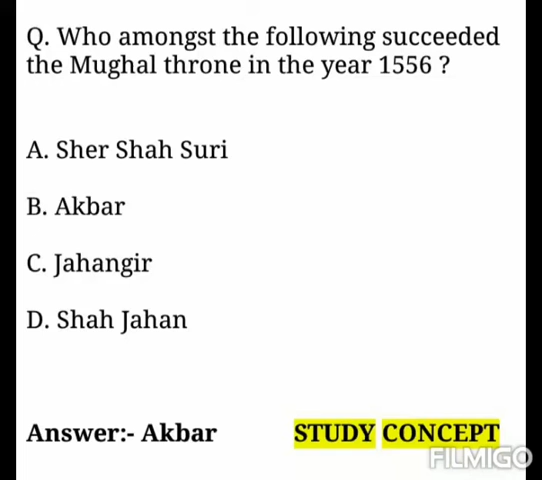 Q. Who amongst the following succeeded
the Mughal throne in the year 1556 ?
A. Sher Shah Suri
B. Akbar
C. Jahangir
D. Shah Jahan
Answer:- Akbar
STUDY CONCEPT
FILMIGO